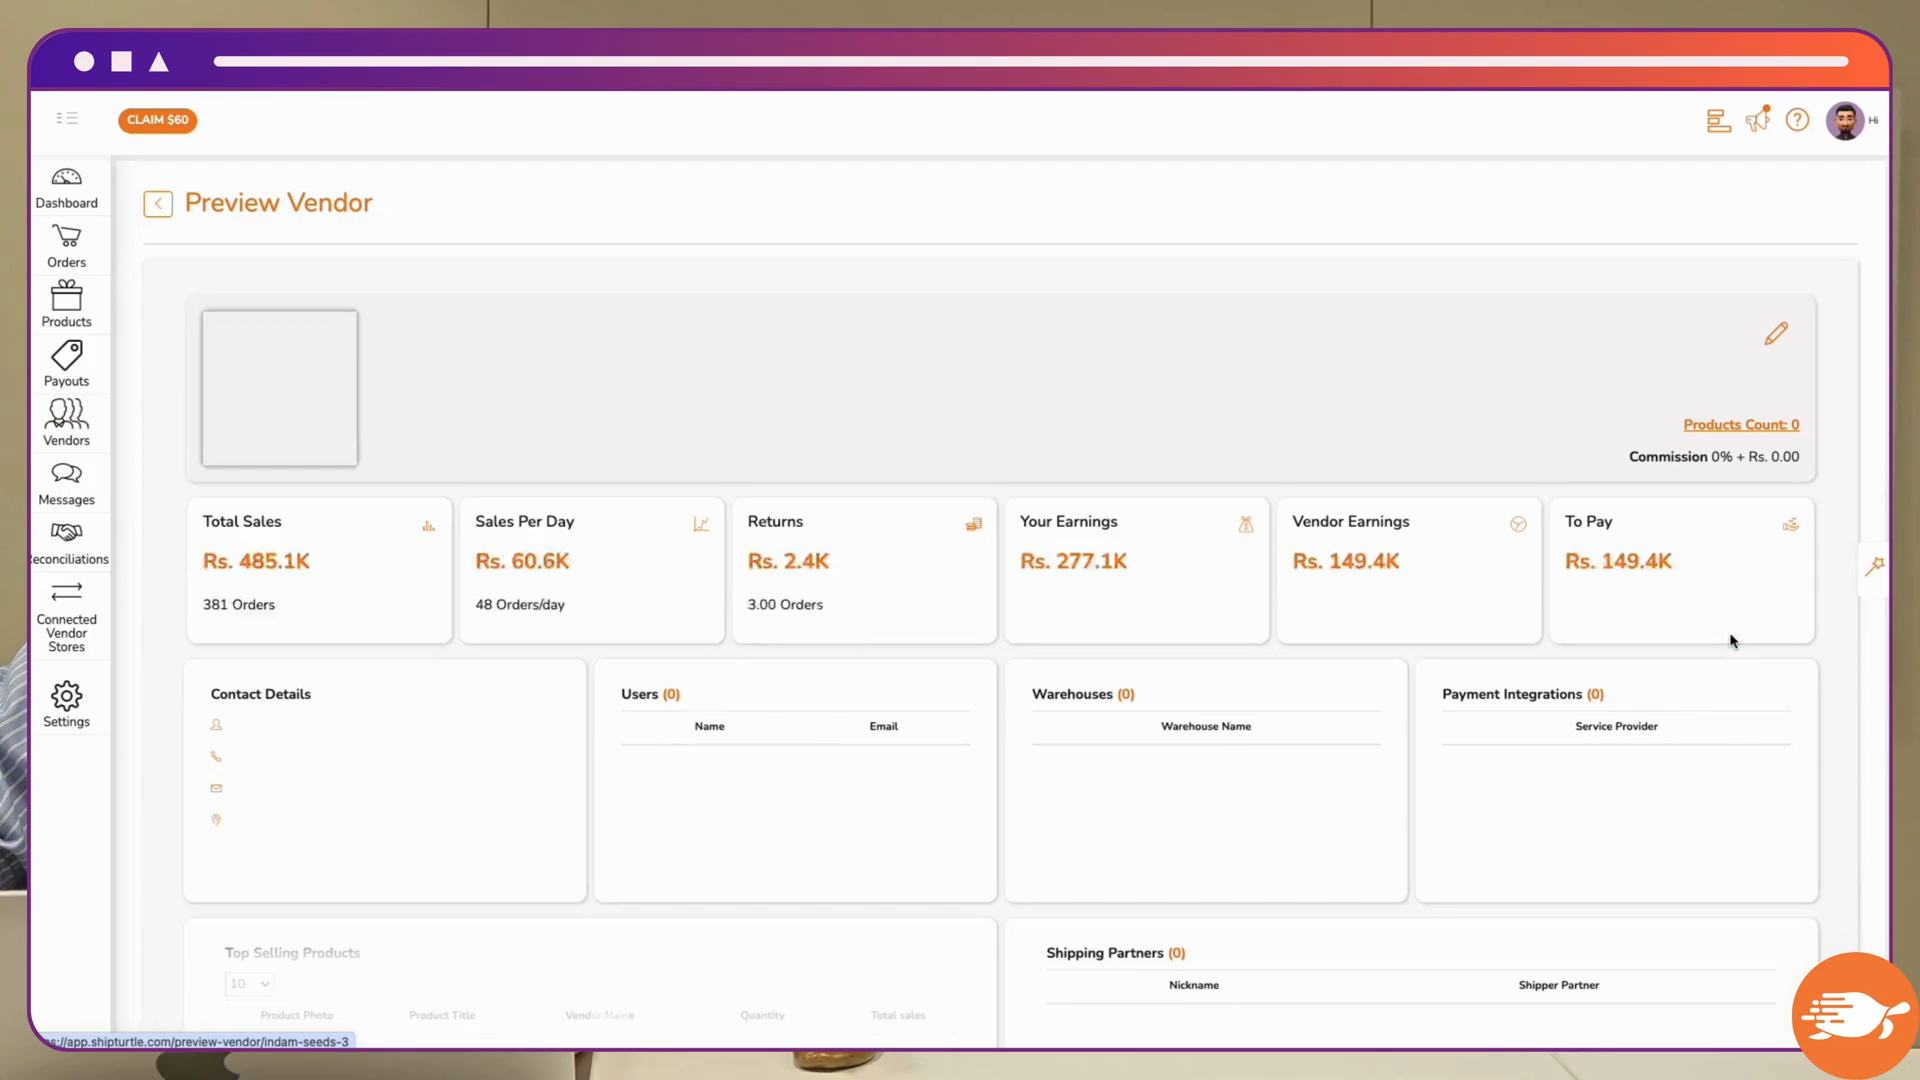 CLAIM $60
Hi
Preview Vendor
Dashboard
Orders
Products
Payouts
Vendors
Messages
Reconciliations
Connected
Vendor
Stores
Settings
Products Count: 0
Commission 0% + Rs. 0.00
Total Sales
Rs. 485.1K
381 Orders
Sales Per Day
Rs. 60.6K
48 Orders/day
Returns
Rs. 2.4K
3.00 Orders
Your Earnings
Rs. 277.1K
Vendor Earnings
Rs. 149.4K
To Pay
Rs. 149.4K
Contact Details
Users (0)
Name Email
Warehouses (0)
Warehouse Name
Payment Integrations (0)
Service Provider
Top Selling Products
10
Product Photo Product Title Vendor Name Quantity Total sales
Shipping Partners (0)
Nickname Shipper Partner
s://app.shipturtle.com/preview-vendor/indam-seeds-3